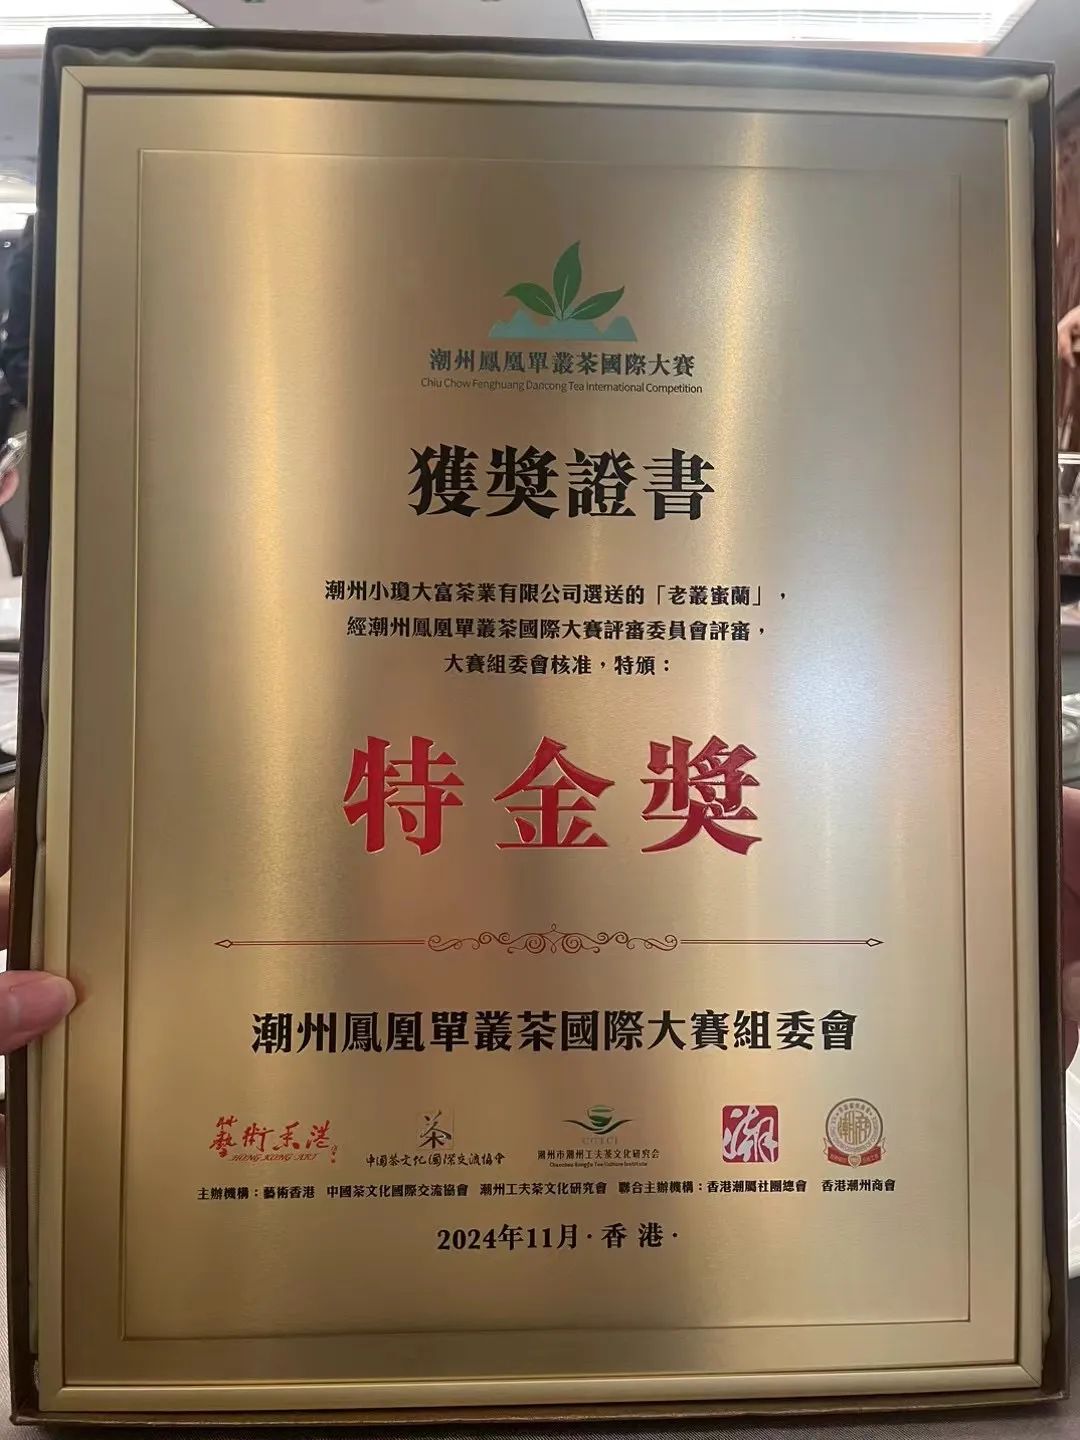 潮州鳳凰單叢茶國際大賽
Chiu Chow Fenghuang Dancong Tea International Competition
獲獎證書
潮州小瓊大富茶業有限公司選送的「老叢蜜蘭」，
經潮州鳳凰單叢茶國際大賽評審委員會評審，
大賽組委會核准，特頒：
特金獎
潮州鳳凰單叢茶國際大賽組委會
藝術香港
HONG KONG ART
中国茶文化国际交流協會
潮州市潮州工夫茶文化研究会
Chaozhou Kongfu Tea Culture Institute
潮
潮商
主辦機構：藝術香港 中國茶文化國際交流協會 潮州工夫茶文化研究會 聯合主辦機構：香港潮屬社團總會 香港潮州商會
2024年11月·香港·